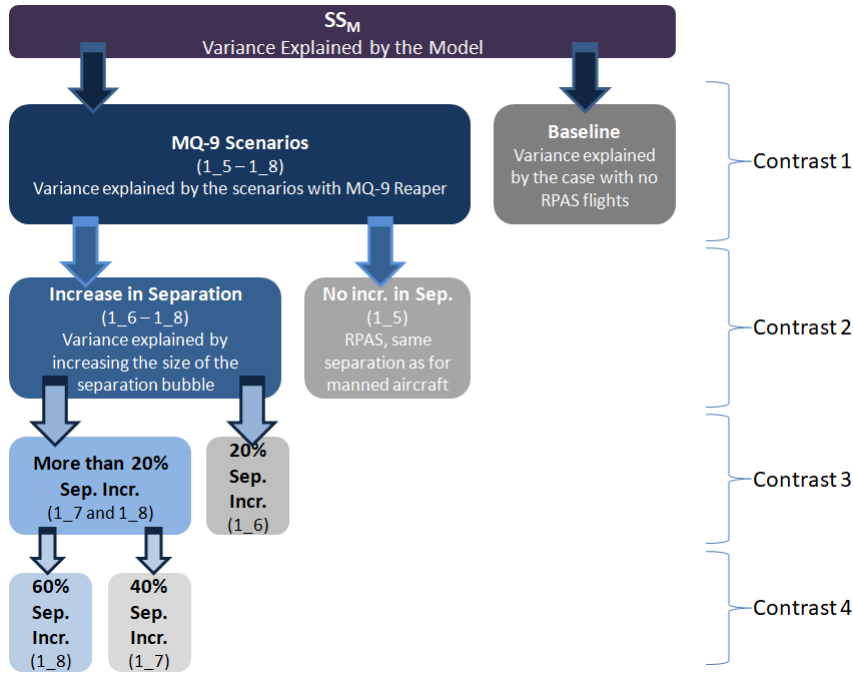 SSM
Variance Explained by the Model
MQ-9 Scenarios
(1_5 – 1_8)
Variance explained by the scenarios with MQ-9 Reaper
Baseline
Variance explained
by the case with no
RPAS flights
Contrast 1
Increase in Separation
(1_6 – 1_8)
Variance explained by
increasing the size of the
separation bubble
No incr. in Sep.
(1_5)
RPAS, same
separation as for
manned aircraft
Contrast 2
More than 20%
Sep. Incr.
(1_7 and 1_8)
20%
Sep.
Incr.
(1_6)
Contrast 3
60%
Sep.
Incr.
(1_8)
40%
Sep.
Incr.
(1_7)
Contrast 4